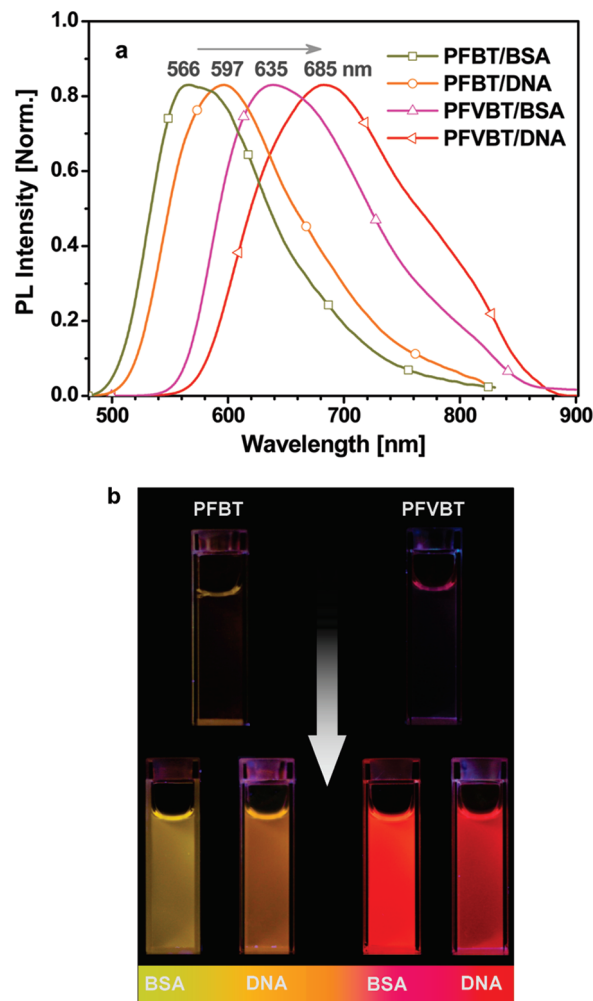 a
566 597 635 685 nm
PFBT/BSA
PFBT/DNA
PFVBT/BSA
PFVBT/DNA
PL Intensity [Norm.]
1.0
0.8
0.6
0.4
0.2
0.0
500 600 700 800 900
Wavelength [nm]
b
PFBT PFVBT
BSA DNA BSA DNA